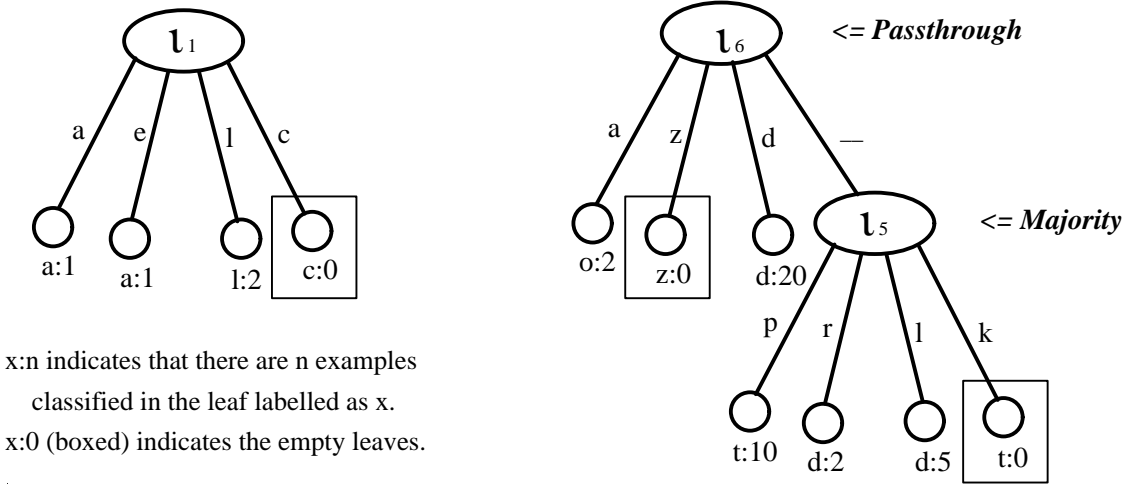 ι1
a e l c
a:1 a:1 l:2 c:0
x:n indicates that there are n examples
classified in the leaf labelled as x.
x:0 (boxed) indicates the empty leaves.
ι6 <= Passthrough
a z d _
o:2 z:0 d:20
ι5 <= Majority
p r l k
t:10 d:2 d:5 t:0